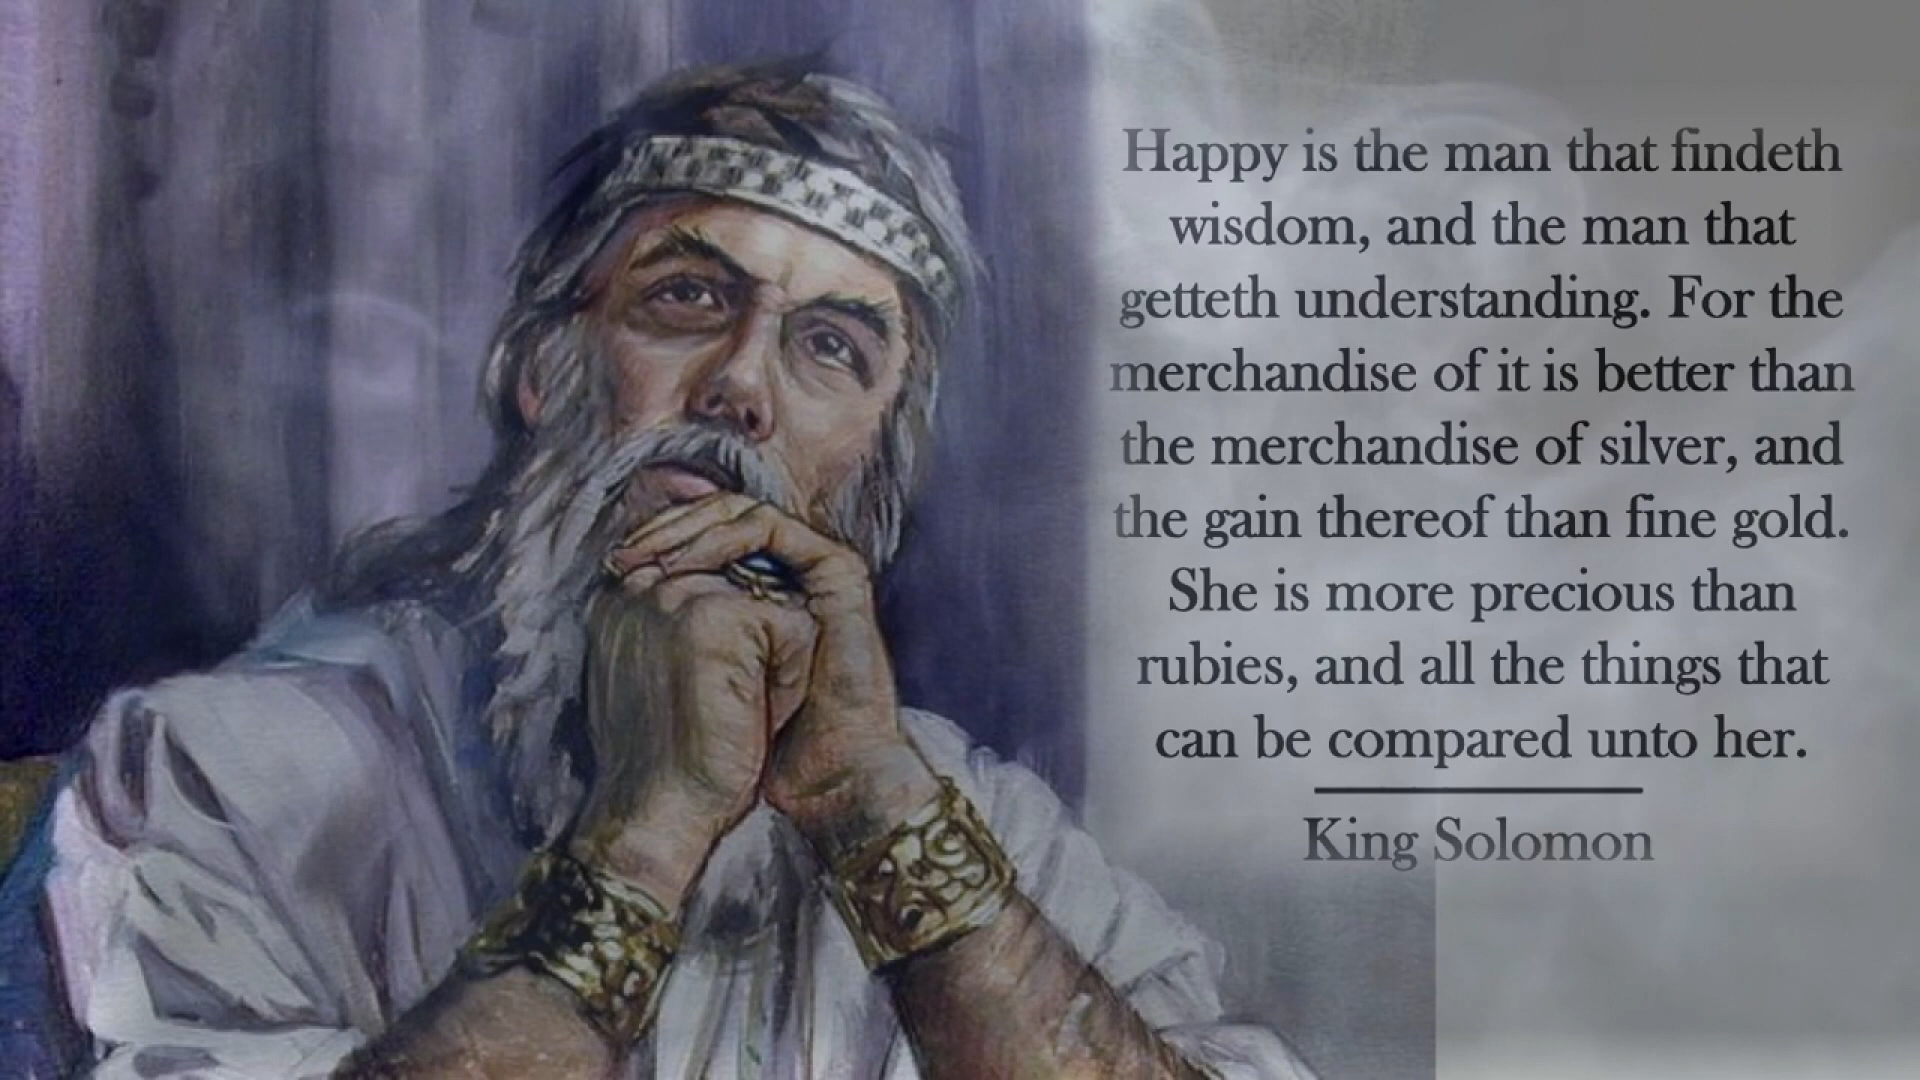 Happy is the man that findeth
wisdom, and the man that
getteth understanding. For the
merchandise of it is better than
the merchandise of silver, and
the gain thereof than fine gold.
She is more precious than
rubies, and all the things that
can be compared unto her.
King Solomon